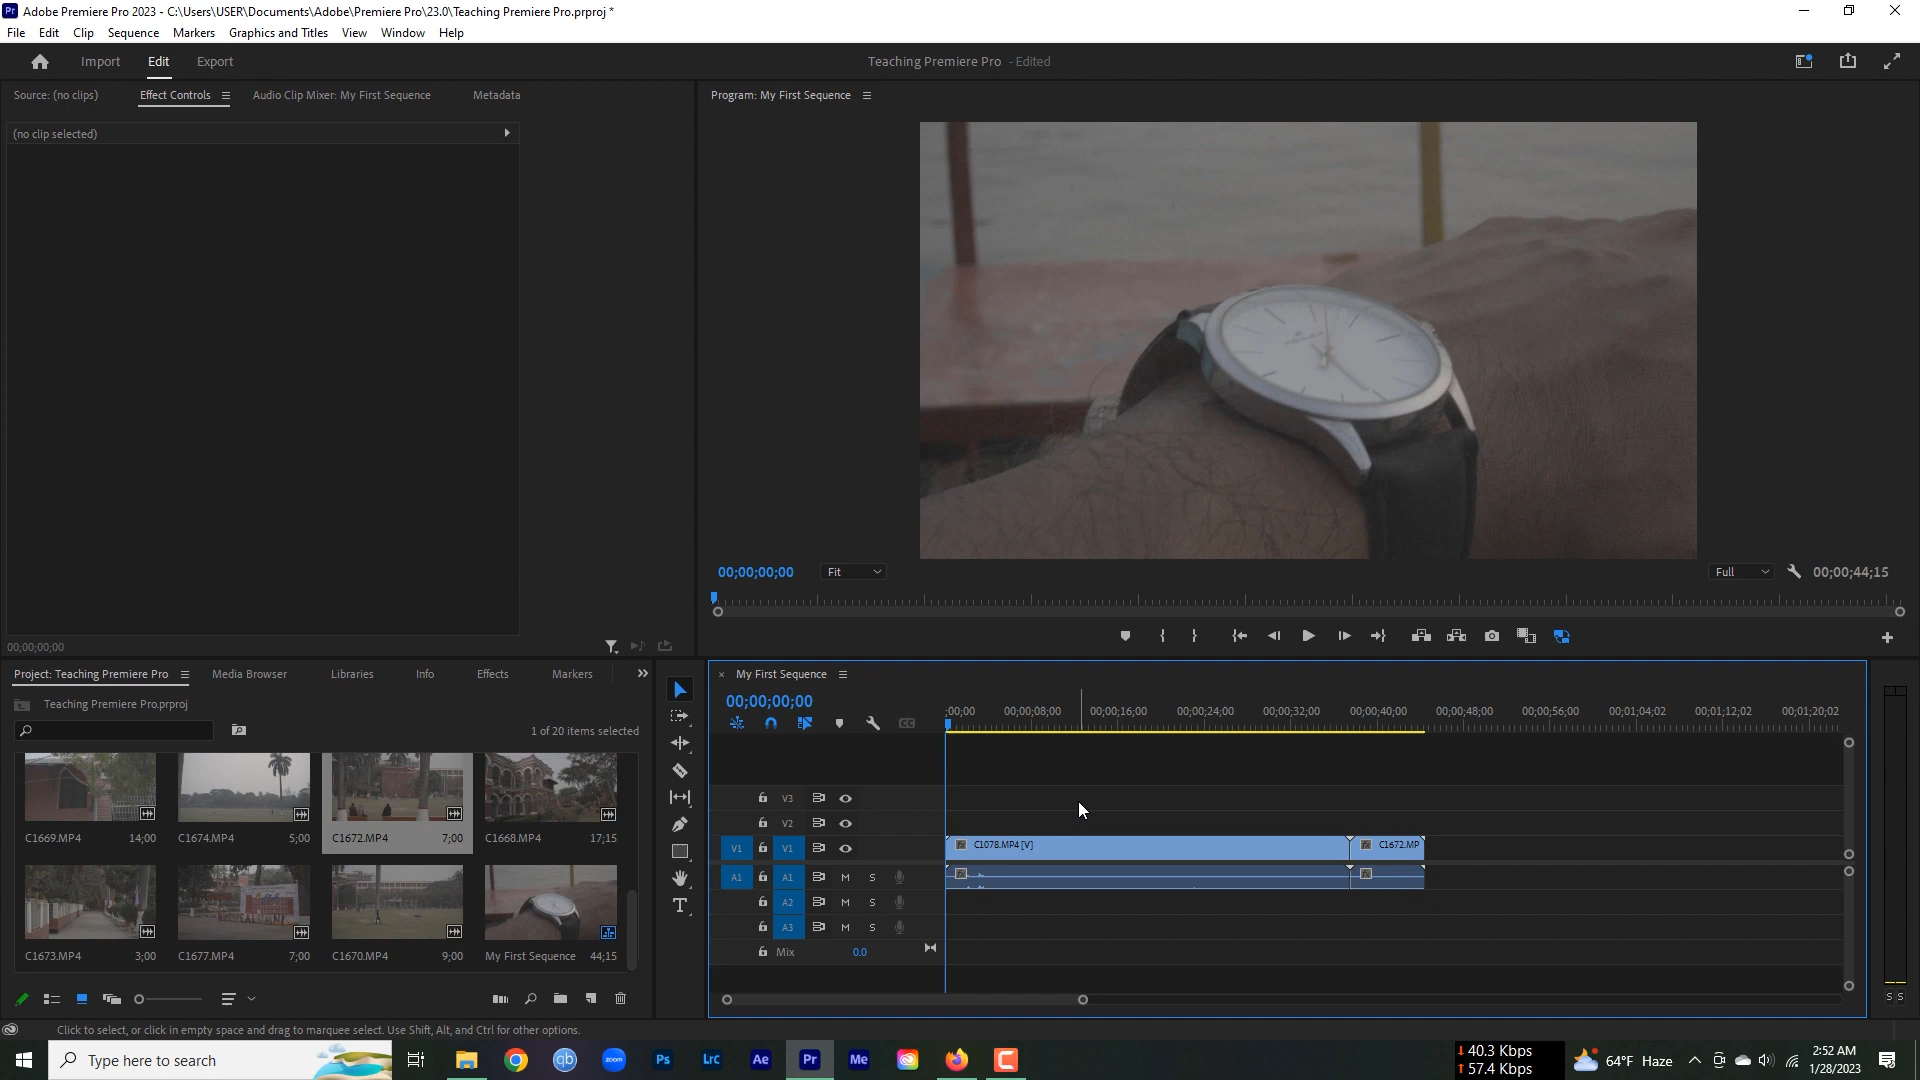 Pr Adobe Premiere Pro 2023 - C:\Users\USER\Documents\Adobe\Premiere Pro\23.0\Teaching Premiere Pro.prproj *
File Edit Clip Sequence Markers Graphics and Titles View Window Help
Import Edit Export Teaching Premiere Pro - Edited
Source: (no clips) Effect Controls Audio Clip Mixer: My First Sequence Metadata
(no clip selected)
00;00;00;00
Program: My First Sequence
00;00;00;00 Fit Full 00;00;44;15
Project: Teaching Premiere Pro Media Browser Libraries Info Effects Markers
Teaching Premiere Pro.prproj
1 of 20 items selected
C1669.MP4 14;00 C1674.MP4 5;00 C1672.MP4 7;00 C1668.MP4 17;15
C1673.MP4 3;00 C1677.MP4 7;00 C1670.MP4 9;00 My First Sequence 44;15
× My First Sequence
00;00;00;00
;00;00 00;00;08;00 00;00;16;00 00;00;24;00 00;00;32;00 00;00;40;00 00;00;48;00 00;00;56;00 00;01;04;02 00;01;12;02 00;01;20;02
V3
V2
V1 V1 C1078.MP4 [V] C1672.MP
A1 A1 M S
A2 M S
A3 M S
Mix 0.0
S S
Click to select, or click in empty space and drag to marquee select. Use Shift, Alt, and Ctrl for other options.
Type here to search
qb zoom Ps Lrc Ae Pr Me
40.3 Kbps
57.4 Kbps
64°F Haze
2:52 AM
1/28/2023